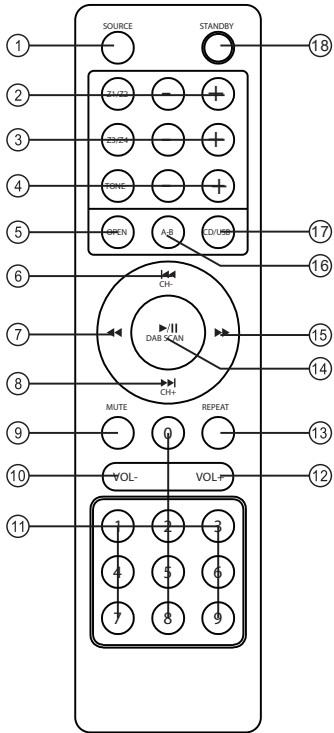 SOURCE STANDBY
1 18
2 Z1/Z2 - +
3 Z3/Z4 - +
4 TONE - +
5 OPEN A-B CD/USB 17
16
6 CH-
7 15
DAB SCAN
14
8 CH+
MUTE REPEAT
9 0 13
10 VOL- VOL+ 12
11 1 2 3
4 5 6
7 8 9